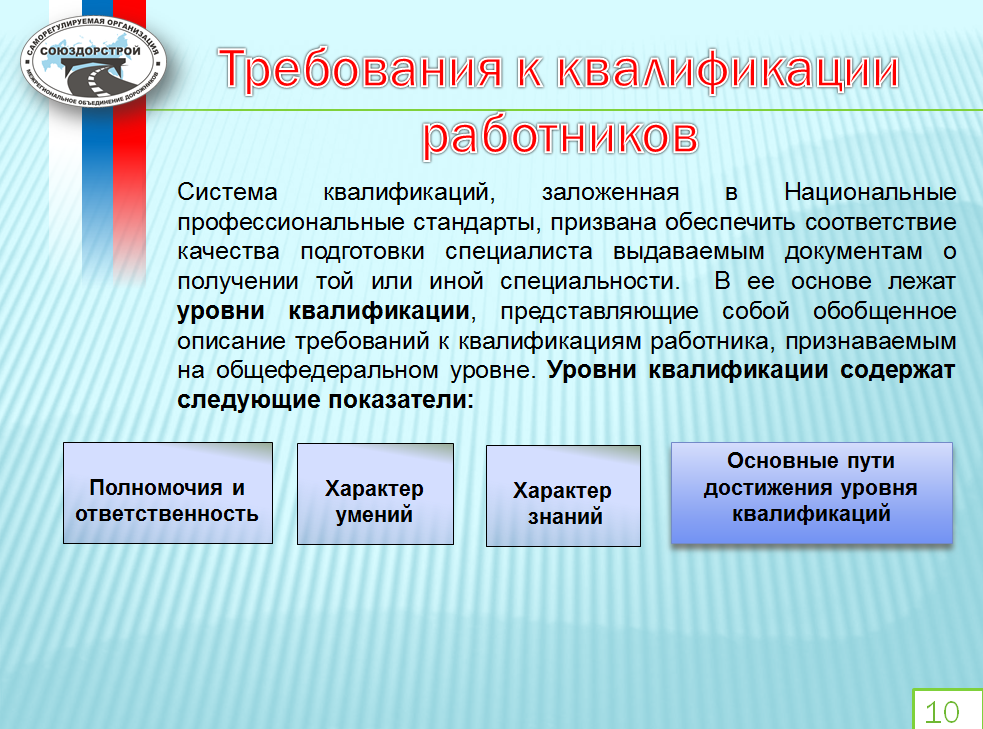 САМОРЕГУЛИРУЕМАЯ ОРГАНИЗАЦИЯ
СОЮЗДОРСТРОЙ
МЕЖРЕГИОНАЛЬНОЕ ОБЪЕДИНЕНИЕ ДОРОЖНИКОВ
Требования к квалификации
работников
Система квалификаций, заложенная в Национальные
профессиональные стандарты, призвана обеспечить соответствие
качества подготовки специалиста выдаваемым документам о
получении той или иной специальности. В ее основе лежат
уровни квалификации, представляющие собой обобщенное
описание требований к квалификациям работника, признаваемым
на общефедеральном уровне. Уровни квалификации содержат
следующие показатели:
Полномочия и
ответственность
Характер
умений
Характер
знаний
Основные пути
достижения уровня
квалификаций
10